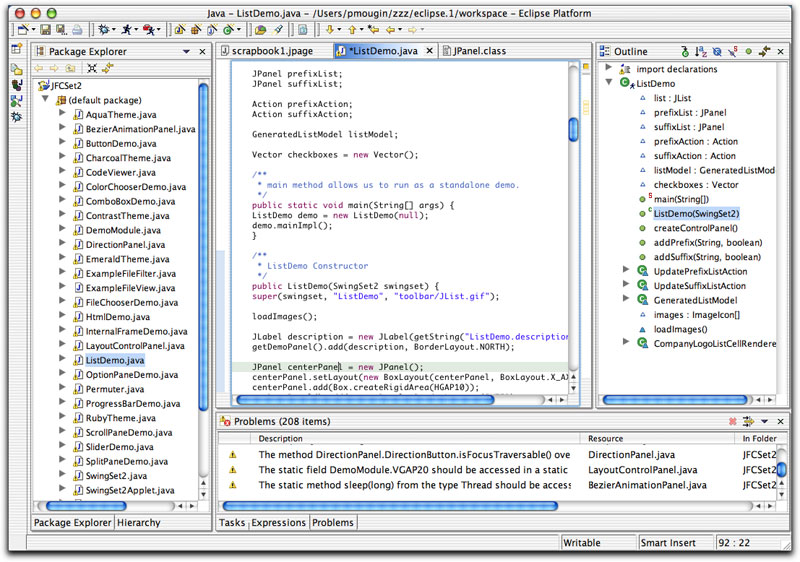 Java - ListDemo.java - /Users/pmougin/zzz/eclipse.1/workspace - Eclipse Platform
Package Explorer
JFCSet2
(default package)
AquaTheme.java
BezierAnimationPanel.java
ButtonDemo.java
CharcoalTheme.java
CodeViewer.java
ColorChooserDemo.java
ComboBoxDemo.java
ContrastTheme.java
DemoModule.java
DirectionPanel.java
EmeraldTheme.java
ExampleFileFilter.java
ExampleFileView.java
FileChooserDemo.java
HtmlDemo.java
InternalFrameDemo.java
LayoutControlPanel.java
ListDemo.java
OptionPaneDemo.java
Permuter.java
ProgressBarDemo.java
RubyTheme.java
ScrollPaneDemo.java
SliderDemo.java
SplitPaneDemo.java
SwingSet2.java
SwingSet2Applet.java
Package Explorer Hierarchy
scrapbook1.jpage *ListDemo.java JPanel.class
JPanel prefixList;
JPanel suffixList;
Action prefixAction;
Action suffixAction;
GeneratedListModel listModel;
Vector checkboxes = new Vector();
/**
* main method allows us to run as a standalone demo.
*/
public static void main(String[] args) {
ListDemo demo = new ListDemo(null);
demo.mainImpl();
}
/**
* ListDemo Constructor
*/
public ListDemo(SwingSet2 swingset) {
super(swingset, "ListDemo", "toolbar/JList.gif");
loadImages();
JLabel description = new JLabel(getString("ListDemo.description
getDemoPanel().add(description, BorderLayout.NORTH);
JPanel centerPanel = new JPanel();
centerPanel.setLayout(new BoxLayout(centerPanel, BoxLayout.X_AX
centerPanel.add(Box.createRigidArea(HGAP10));
Outline
import declarations
ListDemo
list : JList
prefixList : JPanel
suffixList : JPanel
prefixAction : Action
suffixAction : Action
listModel : GeneratedListMod
checkboxes : Vector
main(String[])
ListDemo(SwingSet2)
createControlPanel()
addPrefix(String, boolean)
addSuffix(String, boolean)
UpdatePrefixListAction
UpdateSuffixListAction
GeneratedListModel
images : ImageIcon[]
loadImages()
CompanyLogoListCellRendere
Problems (208 items)
Description Resource In Folder
The method DirectionPanel.DirectionButton.isFocusTraversable() ove DirectionPanel.java JFCSet2
The static field DemoModule.VGAP20 should be accessed in a static LayoutControlPanel.java JFCSet2
The static method sleep(long) from the type Thread should be access BezierAnimationPanel.java JFCSet2
Tasks Expressions Problems
Writable Smart Insert 92 : 22